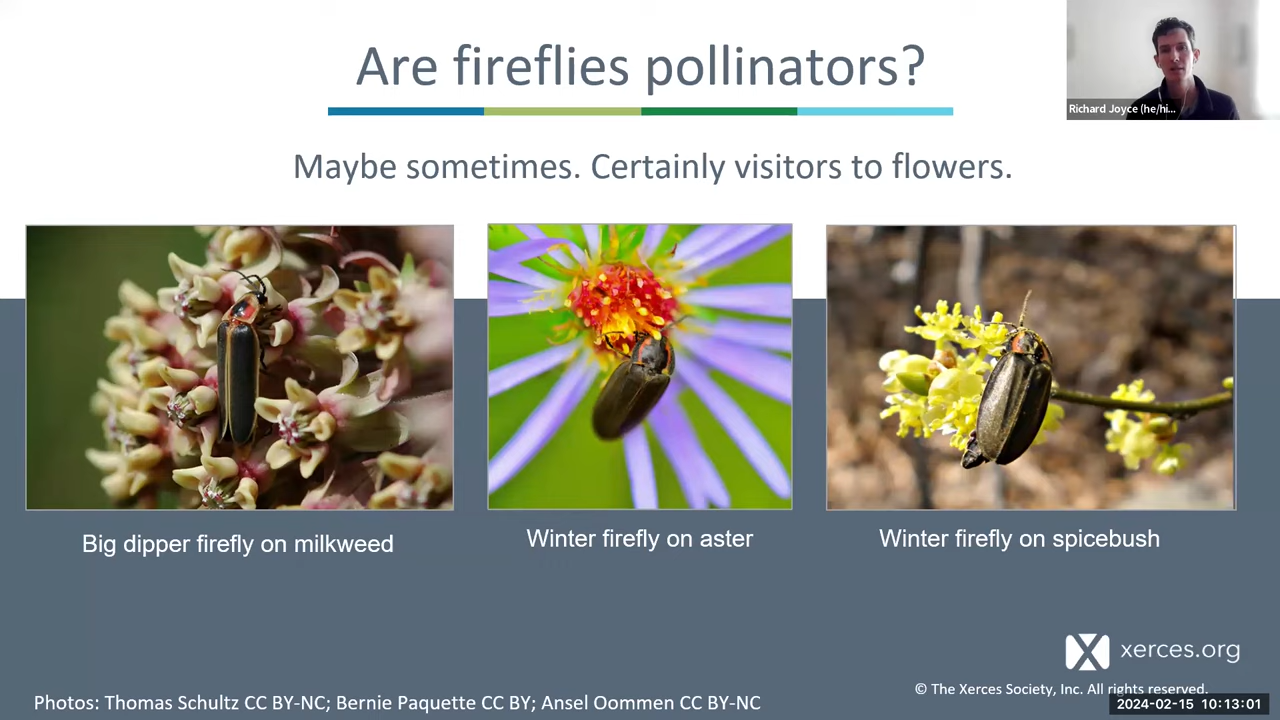 Are fireflies pollinators?
Richard Joyce (he/hi...
Maybe sometimes. Certainly visitors to flowers.
Big dipper firefly on milkweed
Winter firefly on aster
Winter firefly on spicebush
xerces.org
© The Xerces Society, Inc. All rights reserved.
Photos: Thomas Schultz CC BY-NC; Bernie Paquette CC BY; Ansel Oommen CC BY-NC
2024-02-15 10:13:01